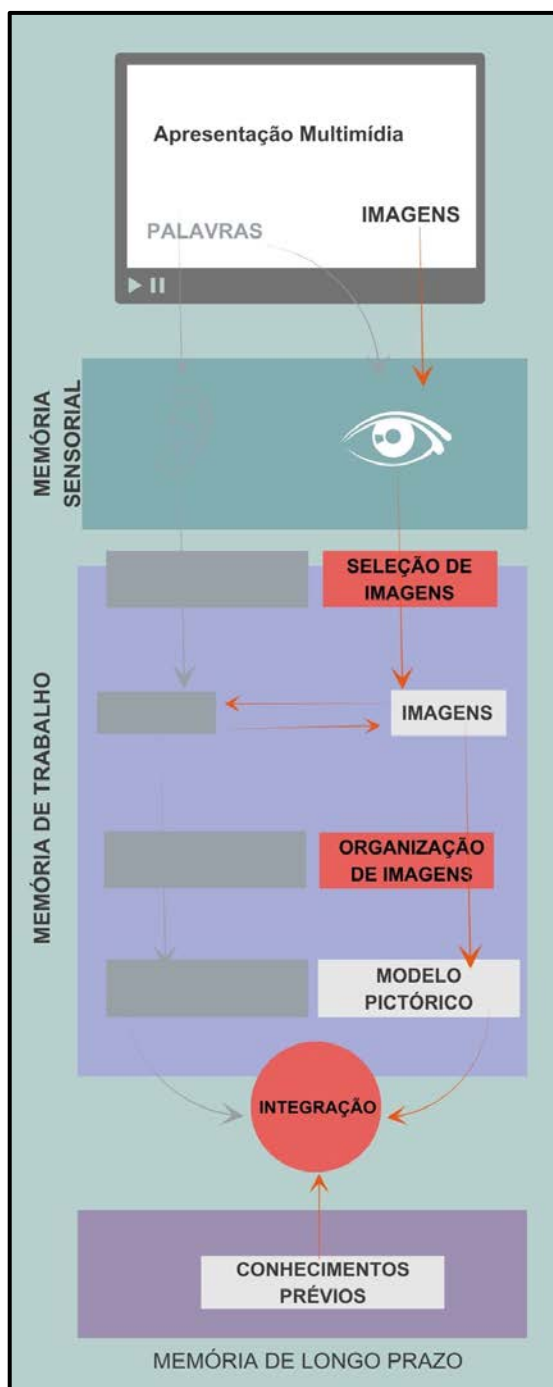 Apresentação Multimídia
PALAVRAS
IMAGENS
MEMÓRIA
SENSORIAL
SELEÇÃO DE
IMAGENS
MEMÓRIA DE TRABALHO
IMAGENS
ORGANIZAÇÃO
DE IMAGENS
MODELO
PICTÓRICO
INTEGRAÇÃO
CONHECIMENTOS
PRÉVIOS
MEMÓRIA DE LONGO PRAZO